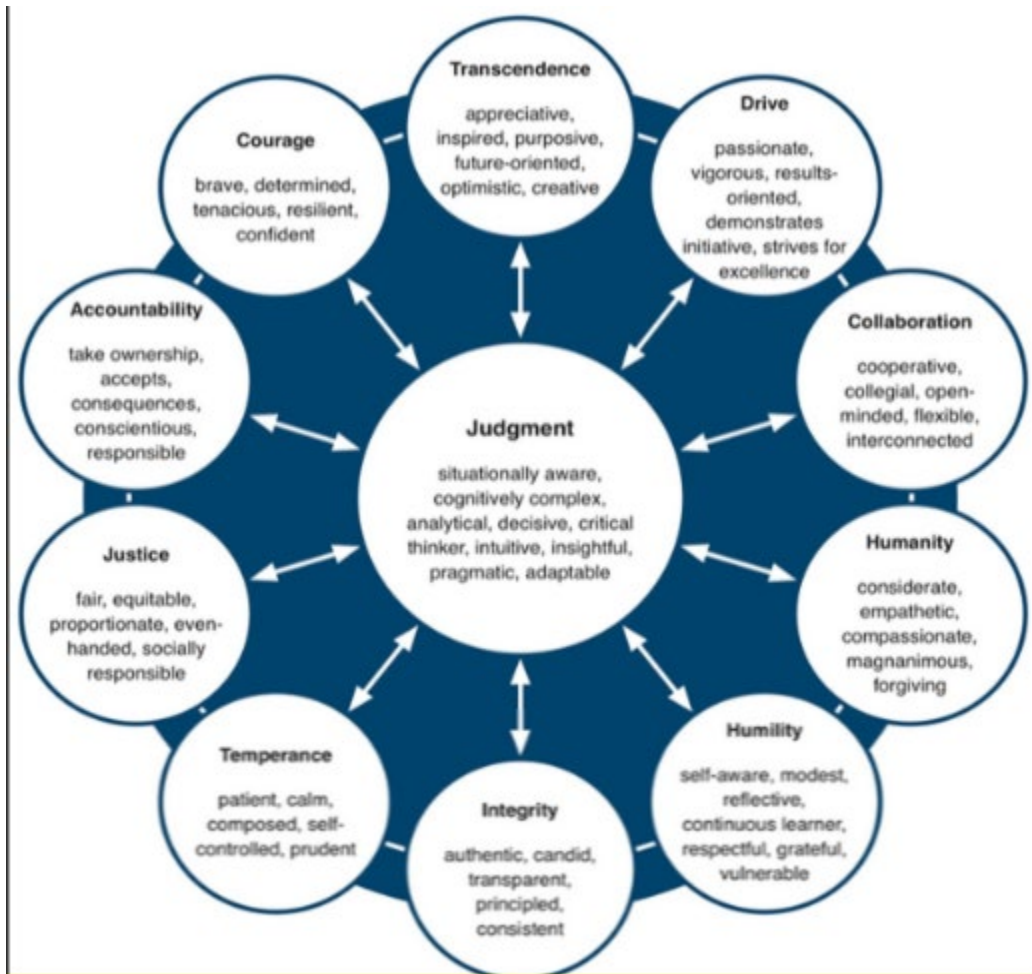 Transcendence
appreciative,
inspired, purposive,
future-oriented,
optimistic, creative
Drive
passionate,
vigorous, results-
oriented,
demonstrates
initiative, strives for
excellence
Collaboration
cooperative,
collegial, open-
minded, flexible,
interconnected
Humanity
considerate,
empathetic,
compassionate,
magnanimous,
forgiving
Humility
self-aware, modest,
reflective,
continuous learner,
respectful, grateful,
vulnerable
Integrity
authentic, candid,
transparent,
principled,
consistent
Temperance
patient, calm,
composed, self-
controlled, prudent
Justice
fair, equitable,
proportionate, even-
handed, socially
responsible
Accountability
take ownership,
accepts,
consequences,
conscientious,
responsible
Courage
brave, determined,
tenacious, resilient,
confident
Judgment
situationally aware,
cognitively complex,
analytical, decisive, critical
thinker, intuitive, insightful,
pragmatic, adaptable